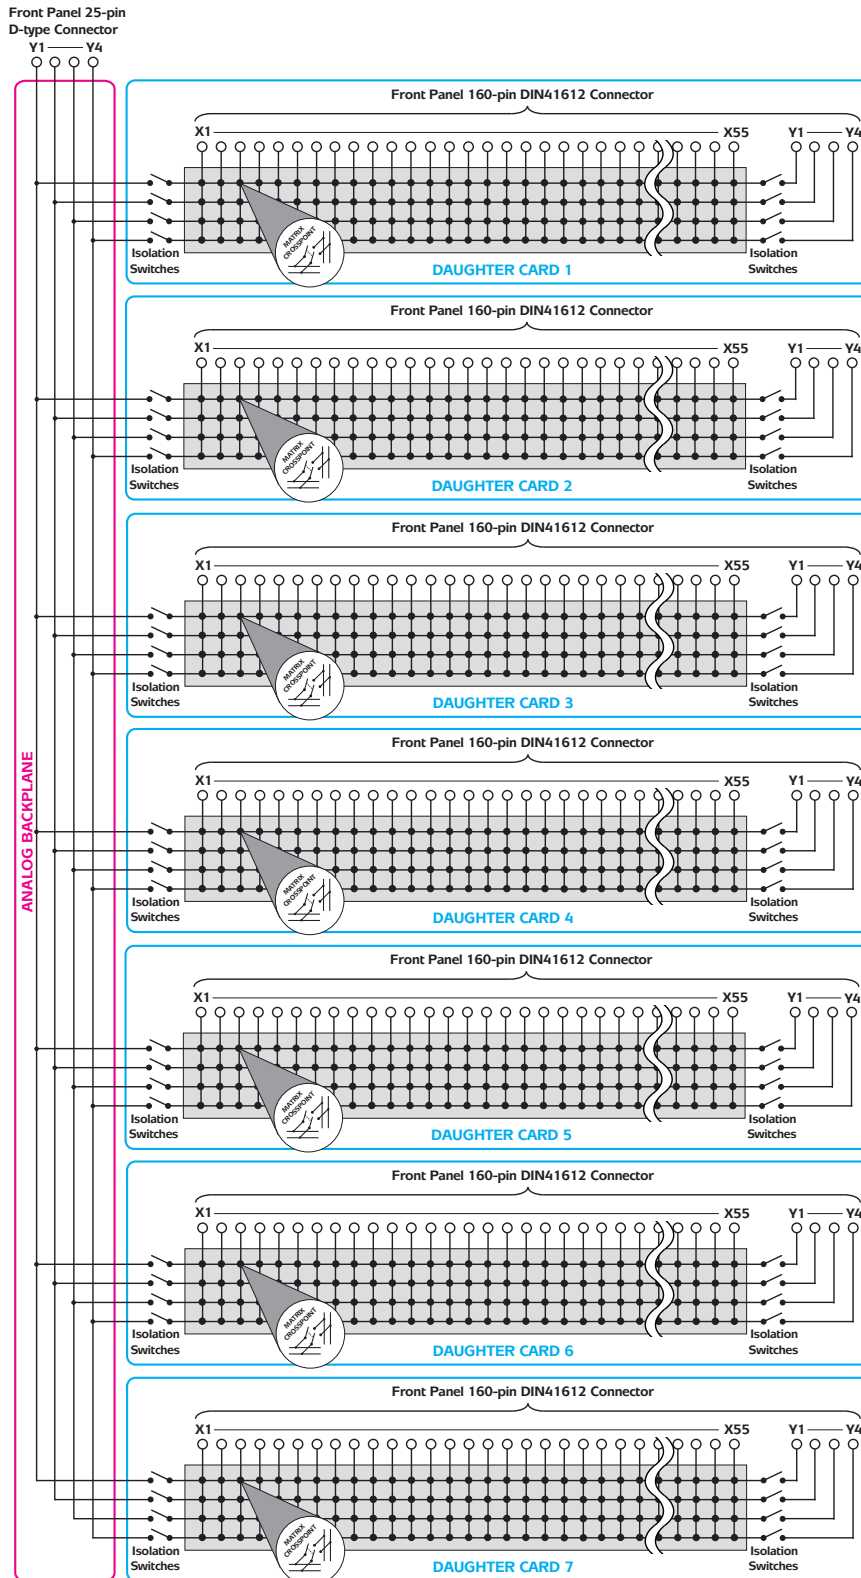 Front Panel 25-pin
D-type Connector
Y1 Y4
ANALOG BACKPLANE
Front Panel 160-pin DIN41612 Connector
X1 X55 Y1 Y4
MATRIX
CROSSPOINT
Isolation
Switches
DAUGHTER CARD 1
Isolation
Switches
Front Panel 160-pin DIN41612 Connector
X1 X55 Y1 Y4
MATRIX
CROSSPOINT
Isolation
Switches
DAUGHTER CARD 2
Isolation
Switches
Front Panel 160-pin DIN41612 Connector
X1 X55 Y1 Y4
MATRIX
CROSSPOINT
Isolation
Switches
DAUGHTER CARD 3
Isolation
Switches
Front Panel 160-pin DIN41612 Connector
X1 X55 Y1 Y4
MATRIX
CROSSPOINT
Isolation
Switches
DAUGHTER CARD 4
Isolation
Switches
Front Panel 160-pin DIN41612 Connector
X1 X55 Y1 Y4
MATRIX
CROSSPOINT
Isolation
Switches
DAUGHTER CARD 5
Isolation
Switches
Front Panel 160-pin DIN41612 Connector
X1 X55 Y1 Y4
MATRIX
CROSSPOINT
Isolation
Switches
DAUGHTER CARD 6
Isolation
Switches
Front Panel 160-pin DIN41612 Connector
X1 X55 Y1 Y4
MATRIX
CROSSPOINT
Isolation
Switches
DAUGHTER CARD 7
Isolation
Switches